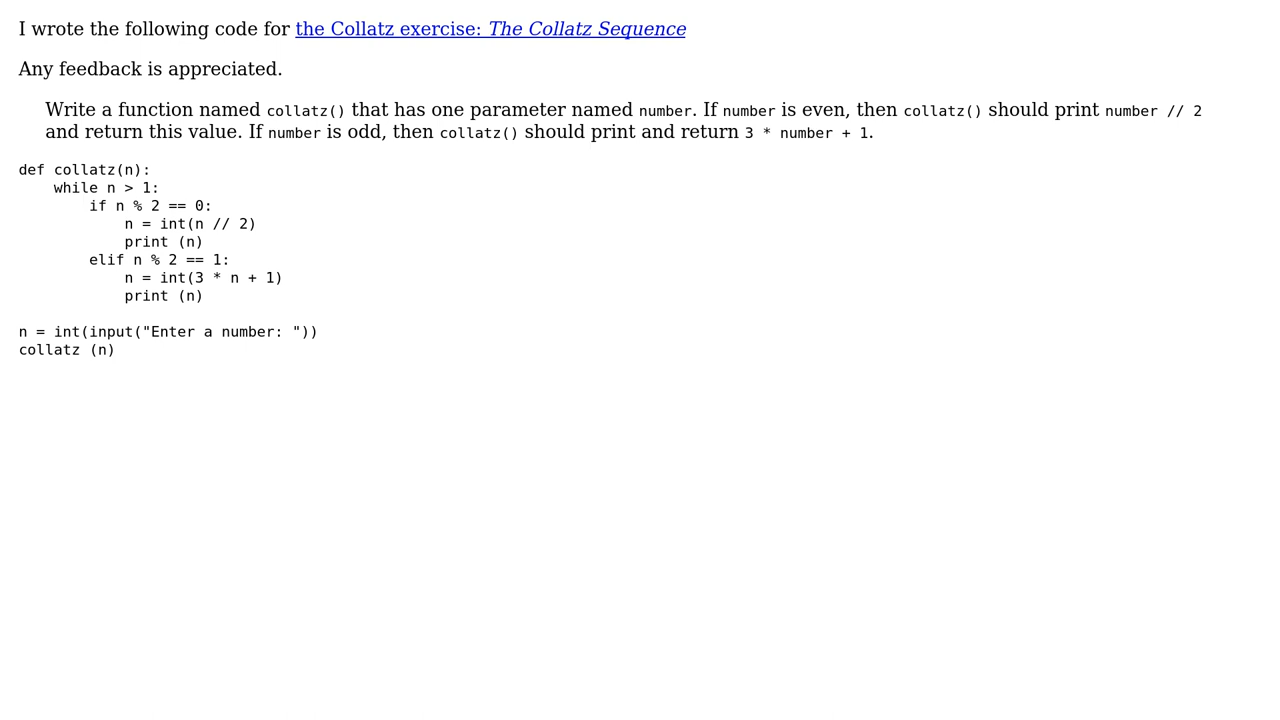 I wrote the following code for the Collatz exercise: The Collatz Sequence
Any feedback is appreciated.
Write a function named collatz() that has one parameter named number. If number is even, then collatz() should print number // 2
and return this value. If number is odd, then collatz() should print and return 3 * number + 1.
def collatz(n):
    while n > 1:
        if n % 2 == 0:
            n = int(n // 2)
            print (n)
        elif n % 2 == 1:
            n = int(3 * n + 1)
            print (n)
n = int(input("Enter a number: "))
collatz (n)